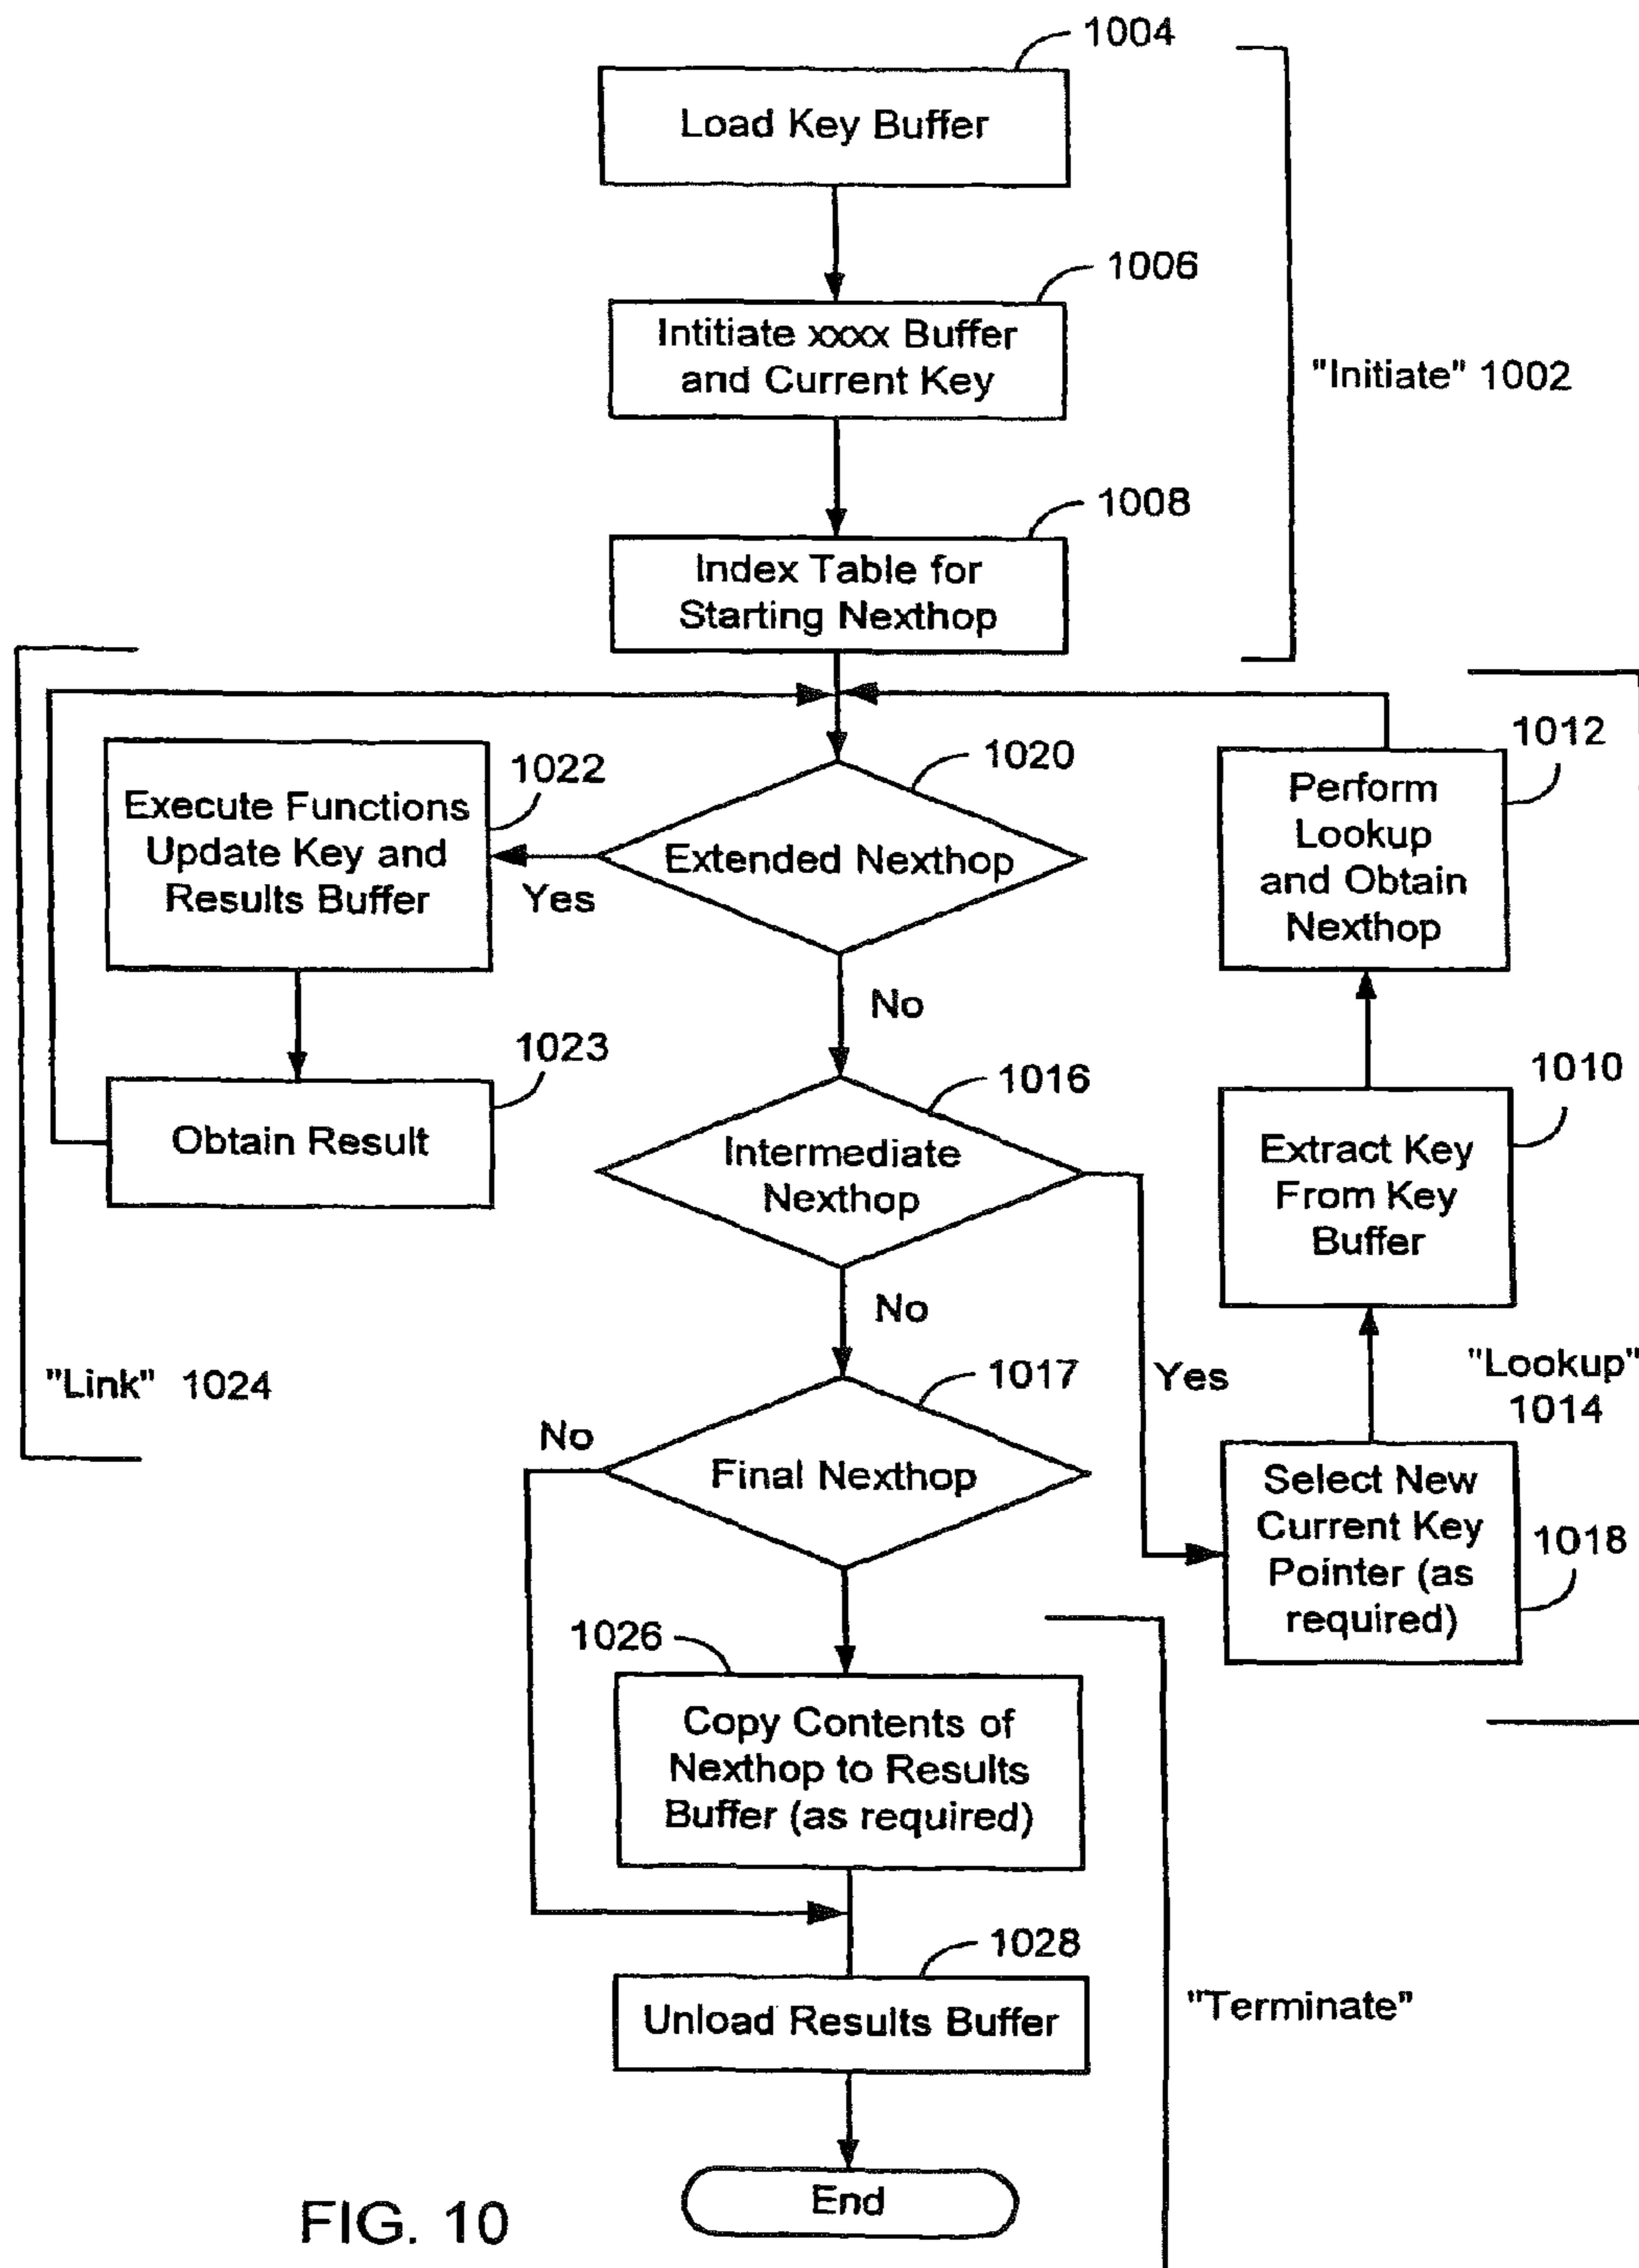 1004
Load Key Buffer
1006
Intitiate xxxx Buffer
and Current Key
"Initiate" 1002
1008
Index Table for
Starting Nexthop
1012
Perform
Lookup
and Obtain
Nexthop
1020
Extended Nexthop
1022
Execute Functions
Update Key and
Results Buffer
Yes
No
1023
Obtain Result
1016
Intermediate
Nexthop
1010
Extract Key
From Key
Buffer
No
"Link" 1024
1017
Yes
"Lookup"
1014
No
Final Nexthop
Select New
Current Key
Pointer (as
required)
1018
1026
Copy Contents of
Nexthop to Results
Buffer (as required)
1028
Unload Results Buffer
"Terminate"
End
FIG. 10